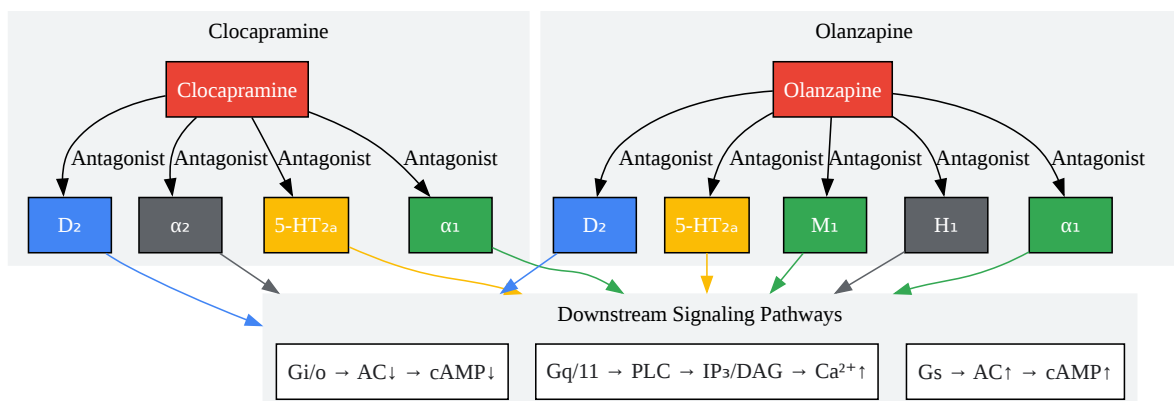 Clocapramine
Olanzapine
Clocapramine
Olanzapine
Antagonist Antagonist Antagonist Antagonist
Antagonist Antagonist Antagonist Antagonist Antagonist
D₂ α₂ 5-HT₂ₐ α₁
D₂ 5-HT₂ₐ M₁ H₁ α₁
Downstream Signaling Pathways
Gi/o → AC↓ → cAMP↓
Gq/11 → PLC → IP₃/DAG → Ca²⁺↑
Gs → AC↑ → cAMP↑